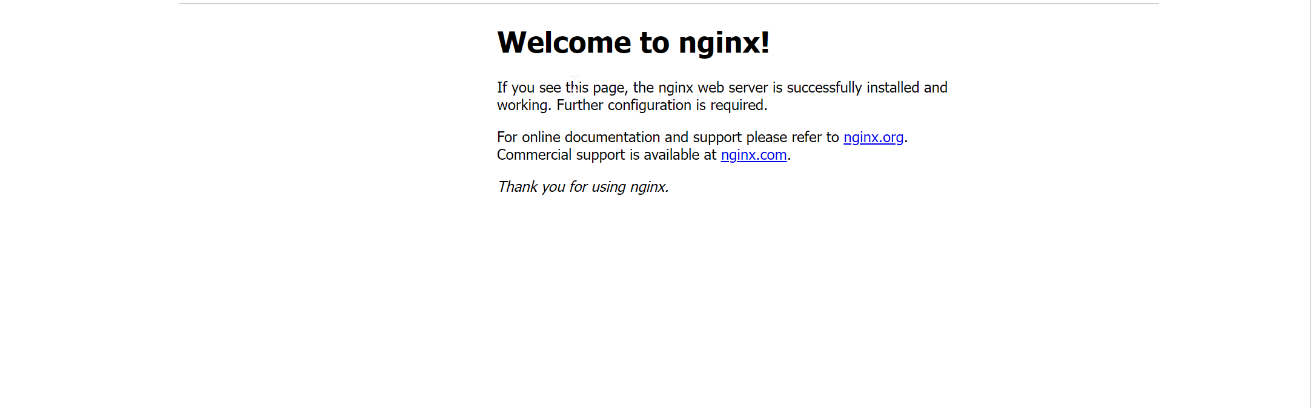 Welcome to nginx!
If you see this page, the nginx web server is successfully installed and
working. Further configuration is required.
For online documentation and support please refer to nginx.org.
Commercial support is available at nginx.com.
Thank you for using nginx.